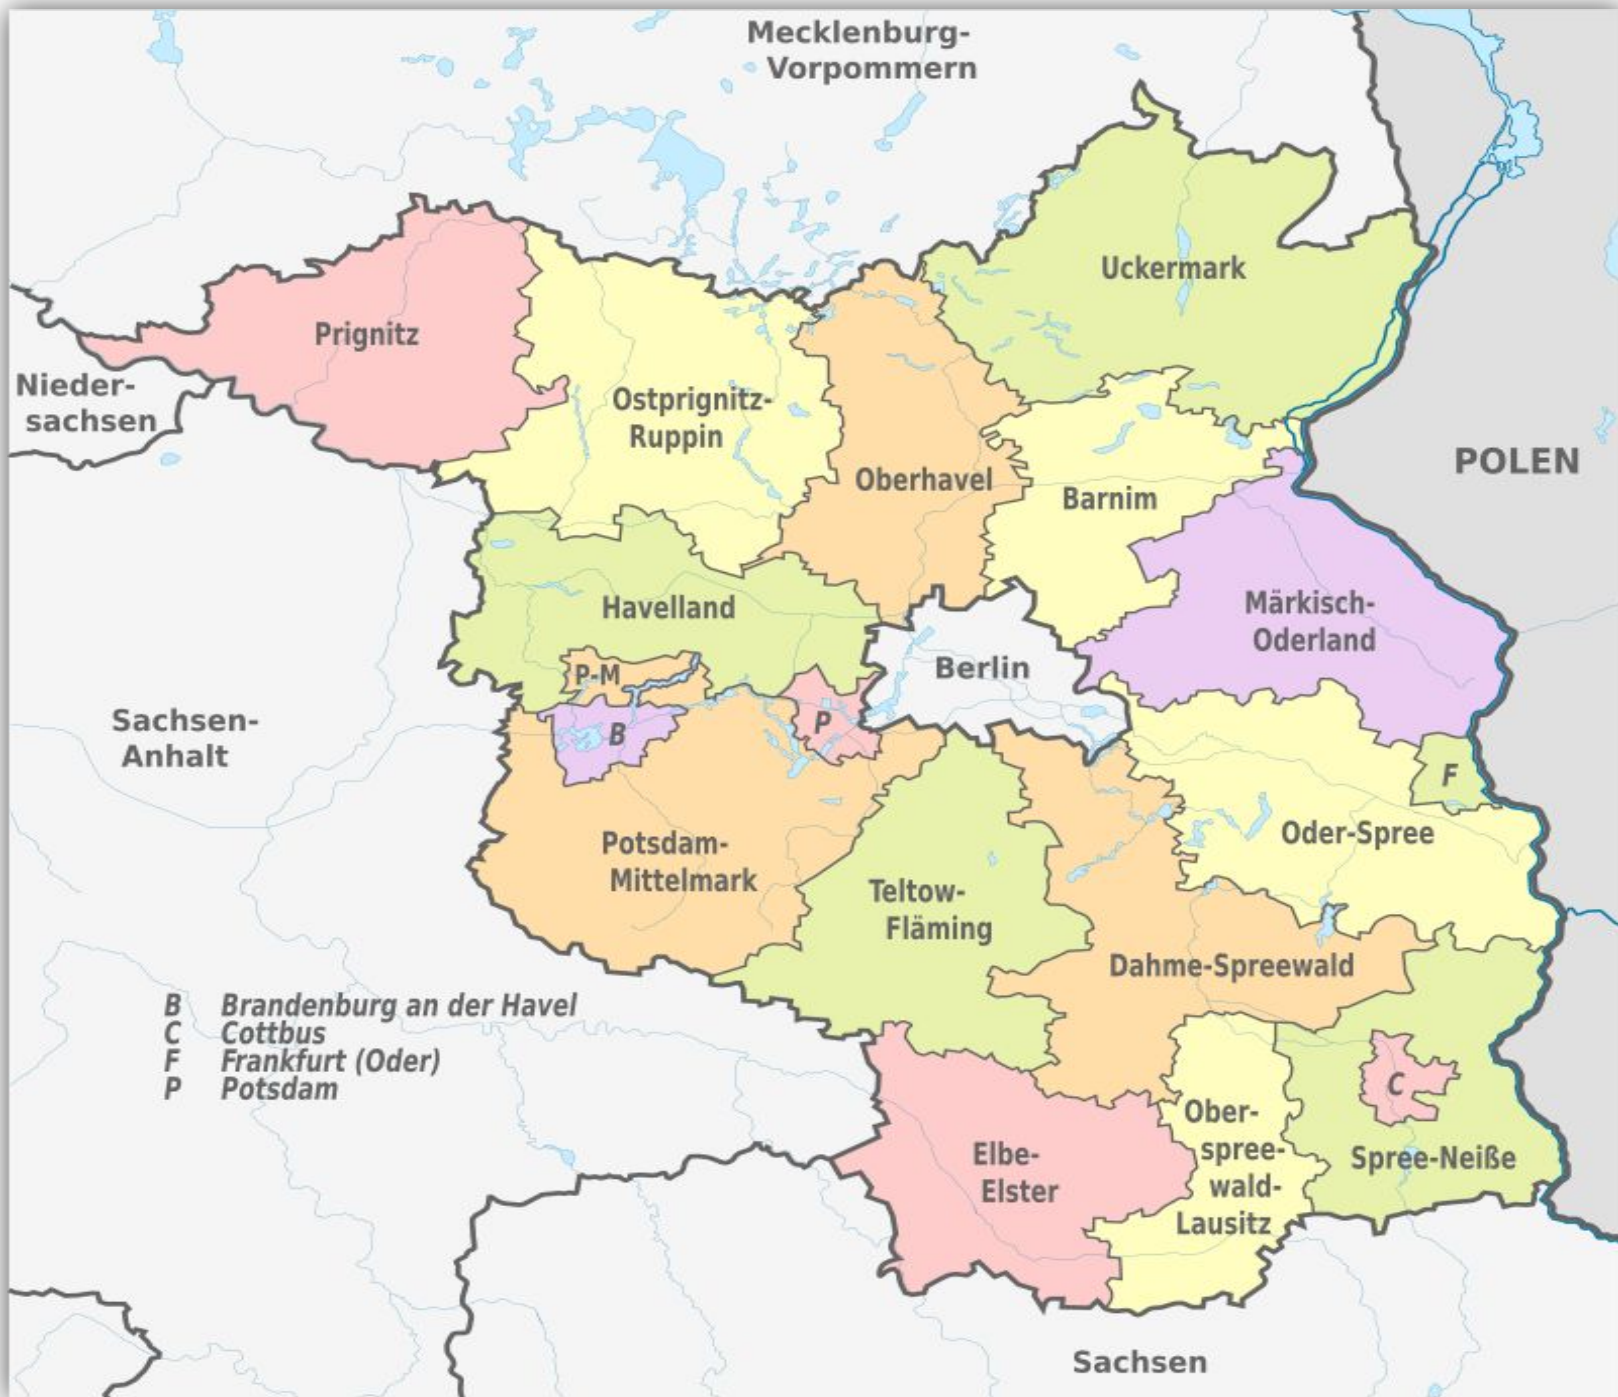 Mecklenburg-
Vorpommern
Uckermark
Prignitz
Nieder-
sachsen
Ostprignitz-
Ruppin
Oberhavel
Barnim
POLEN
Havelland
Märkisch-
Oderland
P-M
Berlin
Sachsen-
Anhalt
B
P
F
Oder-Spree
Potsdam-
Mittelmark
Teltow-
Fläming
Dahme-Spreewald
B Brandenburg an der Havel
C Cottbus
F Frankfurt (Oder)
P Potsdam
C
Ober-
spree-
wald-
Lausitz
Elbe-
Elster
Spree-Neiße
Sachsen